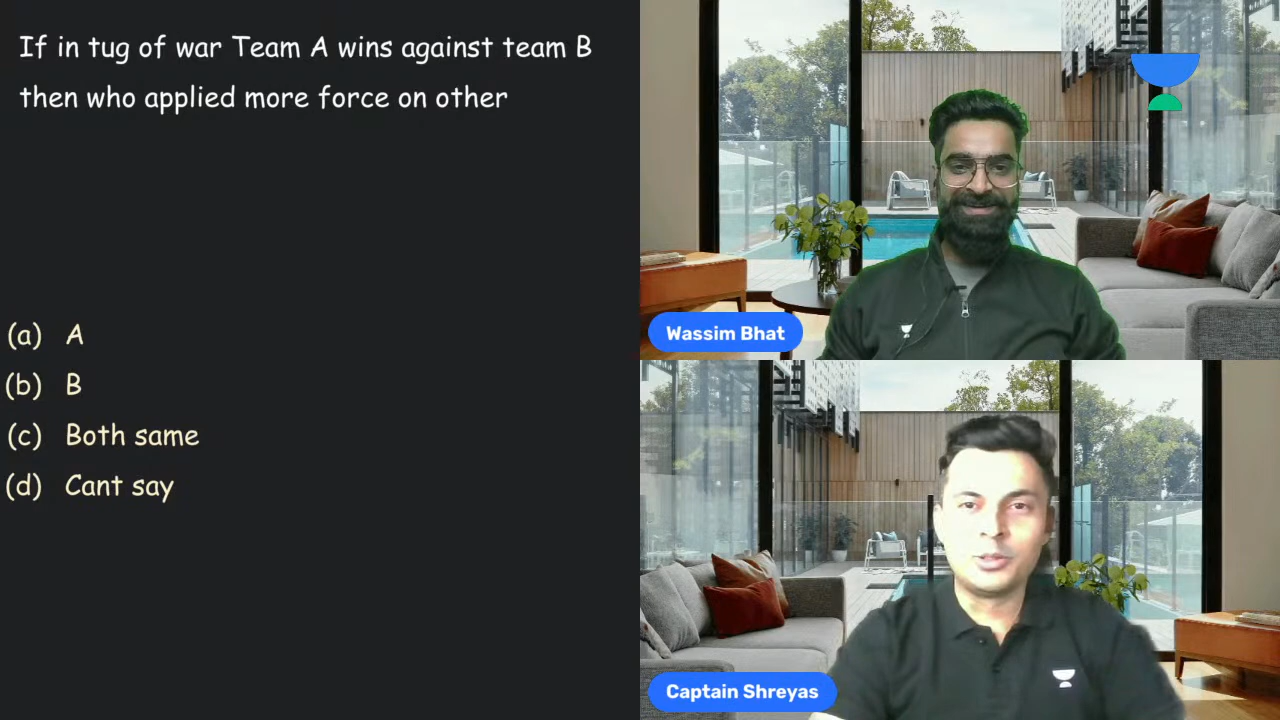 If in tug of war Team A wins against team B
then who applied more force on other
(a) A
(b) B
(c) Both same
(d) Cant say
Wassim Bhat
Captain Shreyas